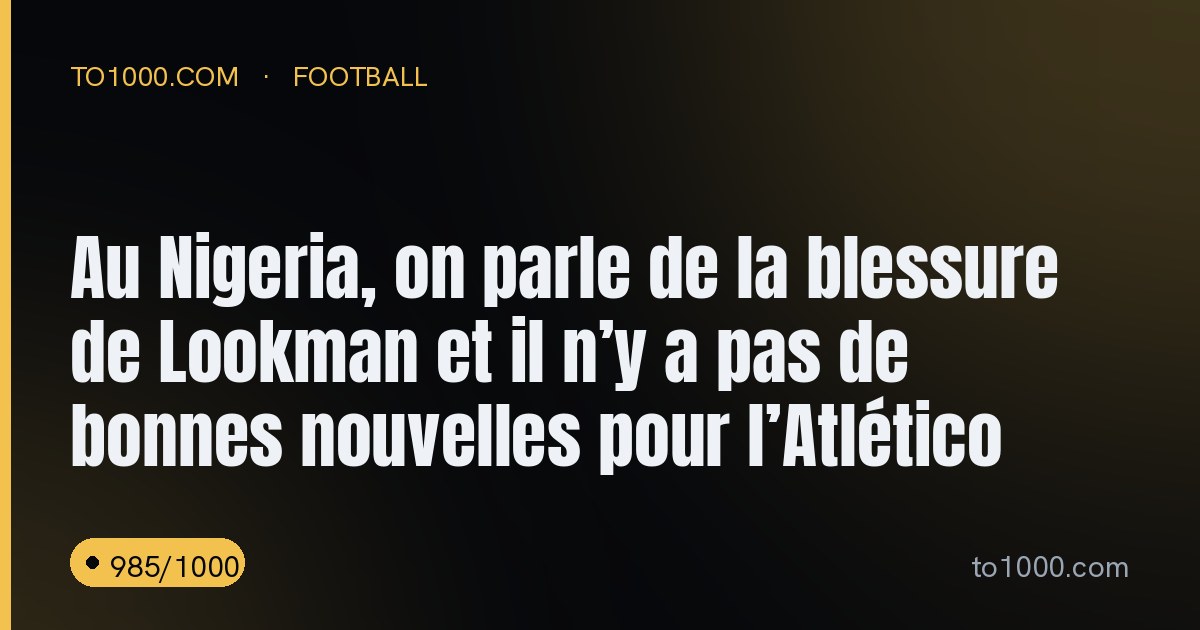 TO1000.COM · FOOTBALL
Au Nigeria, on parle de la blessure
de Lookman et il n’y a pas de
bonnes nouvelles pour l’Atlético
985/1000
to1000.com